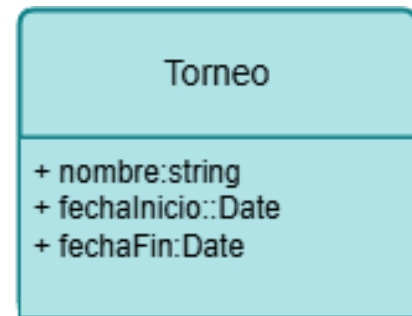 Torneo
+ nombre:string
+ fechaInicio::Date
+ fechaFin:Date